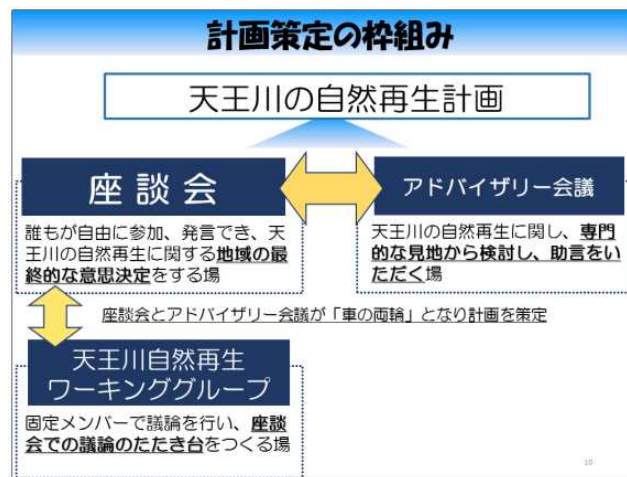 計画策定の枠組み
天王川の自然再生計画
座談会
アドバイザリー会議
誰もが自由に参加、発言でき、天
王川の自然再生に関する地域の最
終的な意思決定をする場
天王川の自然再生に関し、専門
的な見地から検討し、助言をい
ただく場
座談会とアドバイザリー会議が「車の両輪」となり計画を策定
天王川自然再生
ワーキンググループ
固定メンバーで議論を行い、座談
会での議論のたたき台をつくる場
10